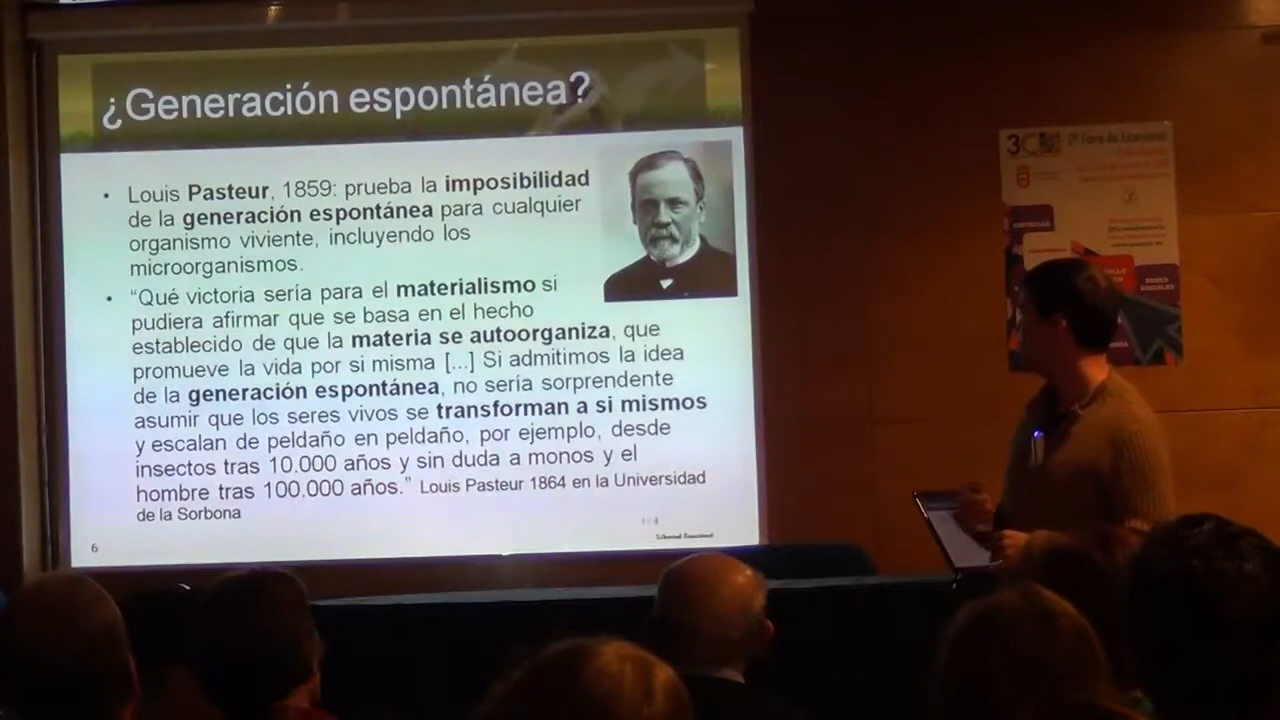 ¿Generación espontánea?
• Louis Pasteur, 1859: prueba la imposibilidad
de la generación espontánea para cualquier
organismo viviente, incluyendo los
microorganismos.
• “Qué victoria sería para el materialismo si
pudiera afirmar que se basa en el hecho
establecido de que la materia se autoorganiza, que
promueve la vida por si misma [...] Si admitimos la idea
de la generación espontánea, no sería sorprendente
asumir que los seres vivos se transforman a si mismos
y escalan de peldaño en peldaño, por ejemplo, desde
insectos tras 10.000 años y sin duda a monos y el
hombre tras 100.000 años.” Louis Pasteur 1864 en la Universidad
de la Sorbona
6
Foro de Economía
REDES
SOCIALES